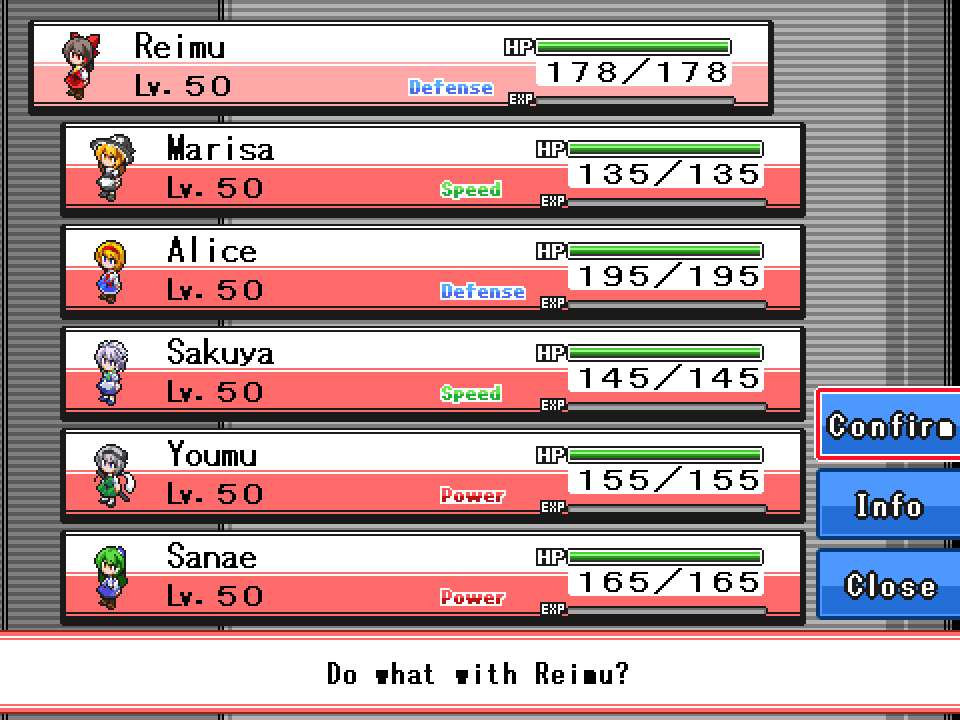 Reimu
HP
178/178
Lv. 50
Defense
EXP
Marisa
HP
135/135
Lv. 50
Speed
EXP
Alice
HP
195/195
Lv. 50
Defense
EXP
Sakuya
HP
145/145
Lv. 50
Speed
EXP
Youmu
HP
155/155
Lv. 50
Power
EXP
Sanae
HP
165/165
Lv. 50
Power
EXP
Confirm
Info
Close
Do what with Reimu?